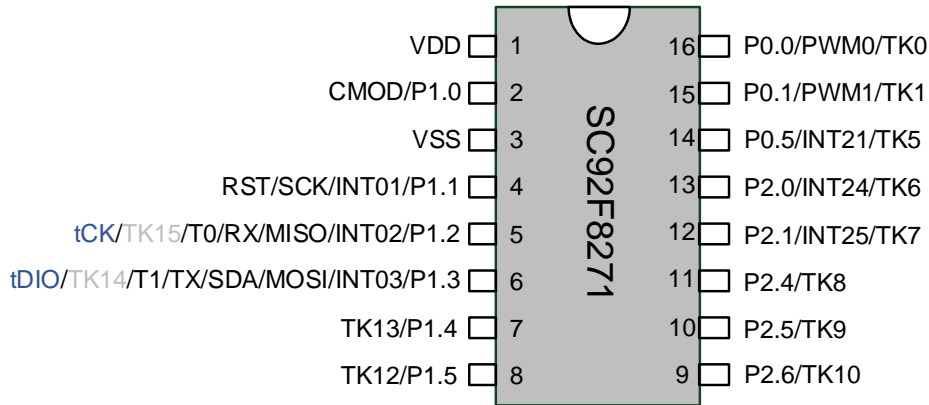 VDD 1 16 P0.0/PWM0/TK0
CMOD/P1.0 2 15 P0.1/PWM1/TK1
VSS 3 14 P0.5/INT21/TK5
RST/SCK/INT01/P1.1 4 13 P2.0/INT24/TK6
tCK/TK15/T0/RX/MISO/INT02/P1.2 5 12 P2.1/INT25/TK7
tDIO/TK14/T1/TX/SDA/MOSI/INT03/P1.3 6 11 P2.4/TK8
TK13/P1.4 7 10 P2.5/TK9
TK12/P1.5 8 9 P2.6/TK10
SC92F8271